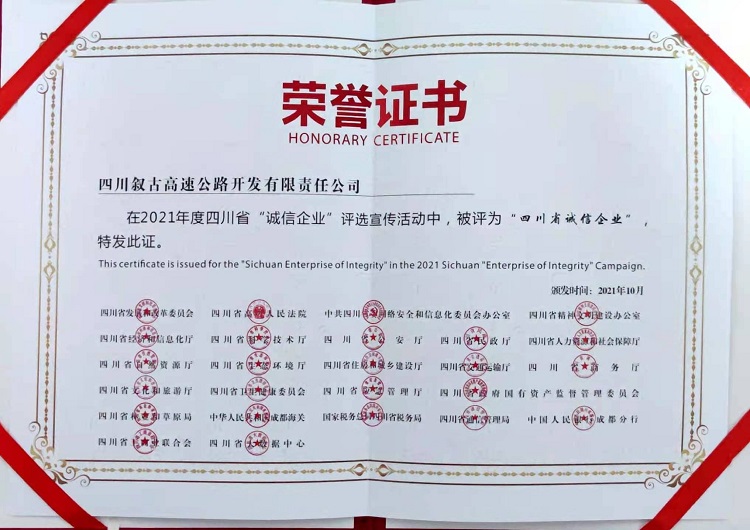 荣誉证书
HONORARY CERTIFICATE
四川叙古高速公路开发有限责任公司
在2021年度四川省“诚信企业”评选宣传活动中，被评为“四川省诚信企业”，
特发此证。
This certificate is issued for the "Sichuan Enterprise of Integrity" in the 2021 Sichuan "Enterprise of Integrity" Campaign.
颁发时间：2021年10月
四川省发展和改革委员会 四川省高级人民法院 中共四川省网络安全和信息化委员会办公室 四川省精神文明建设办公室
四川省经济和信息化厅 四川省科学技术厅 四川省公安厅 四川省民政厅 四川省人力资源和社会保障厅
四川省自然资源厅 四川省生态环境厅 四川省住房和城乡建设厅 四川省交通运输厅 四川省商务厅
四川省文化和旅游厅 四川省卫生健康委员会 四川省应急管理厅 四川省政府国有资产监督管理委员会
四川省林业和草原局 中华人民共和国成都海关 国家税务总局四川省税务局 四川省 管理局 中国人民银行成都分行
四川省工商业联合会 四川省大数据中心